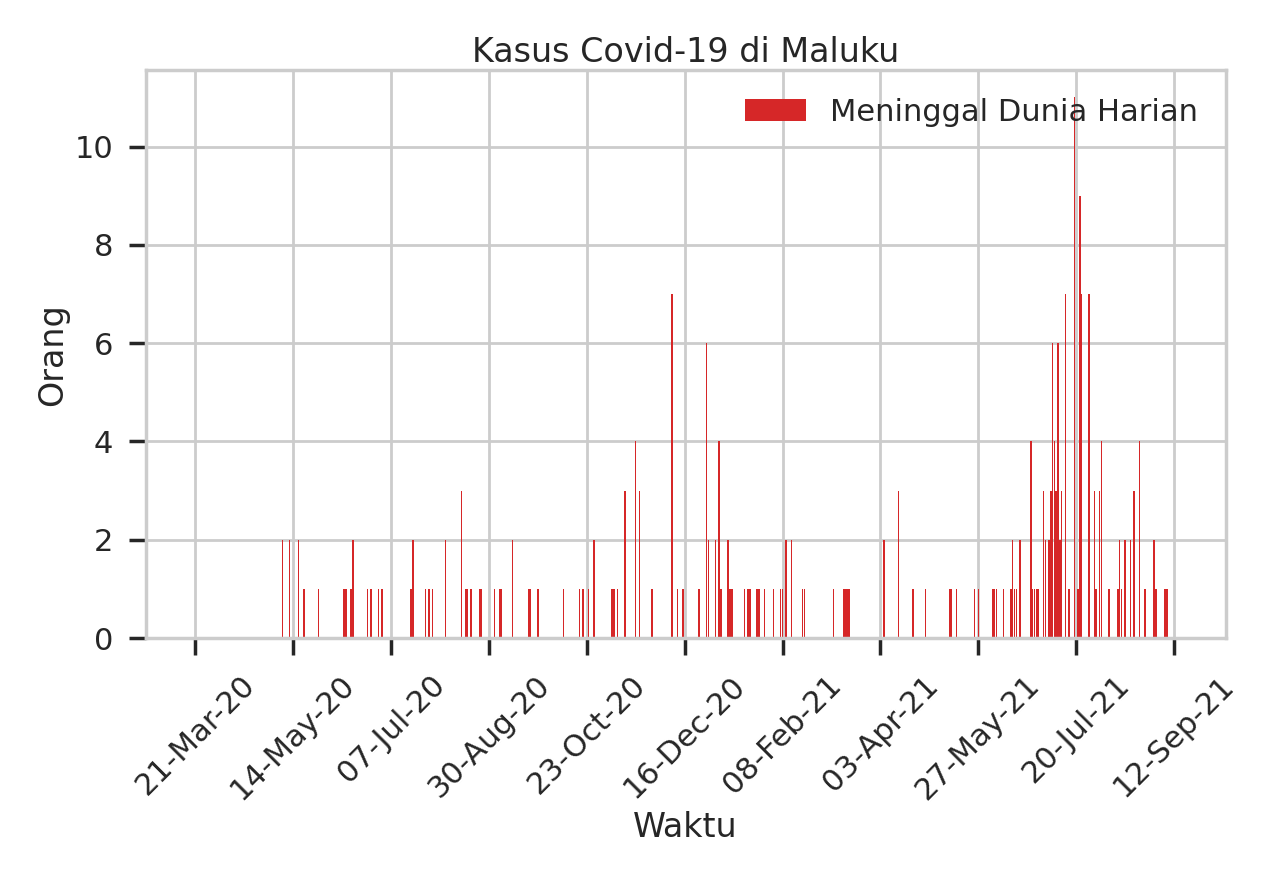 Kasus Covid-19 di Maluku
Meninggal Dunia Harian
10
8
6
4
2
0
Orang
21-Mar-20
14-May-20
07-Jul-20
30-Aug-20
23-Oct-20
16-Dec-20
08-Feb-21
03-Apr-21
27-May-21
20-Jul-21
12-Sep-21
Waktu